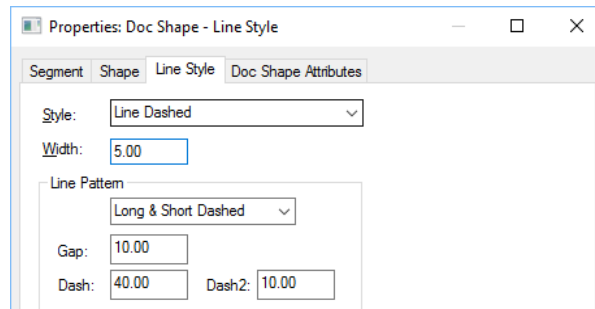 Properties: Doc Shape - Line Style
Segment Shape Line Style Doc Shape Attributes
Style: Line Dashed
Width: 5.00
Line Pattern
Long & Short Dashed
Gap: 10.00
Dash: 40.00 Dash2: 10.00